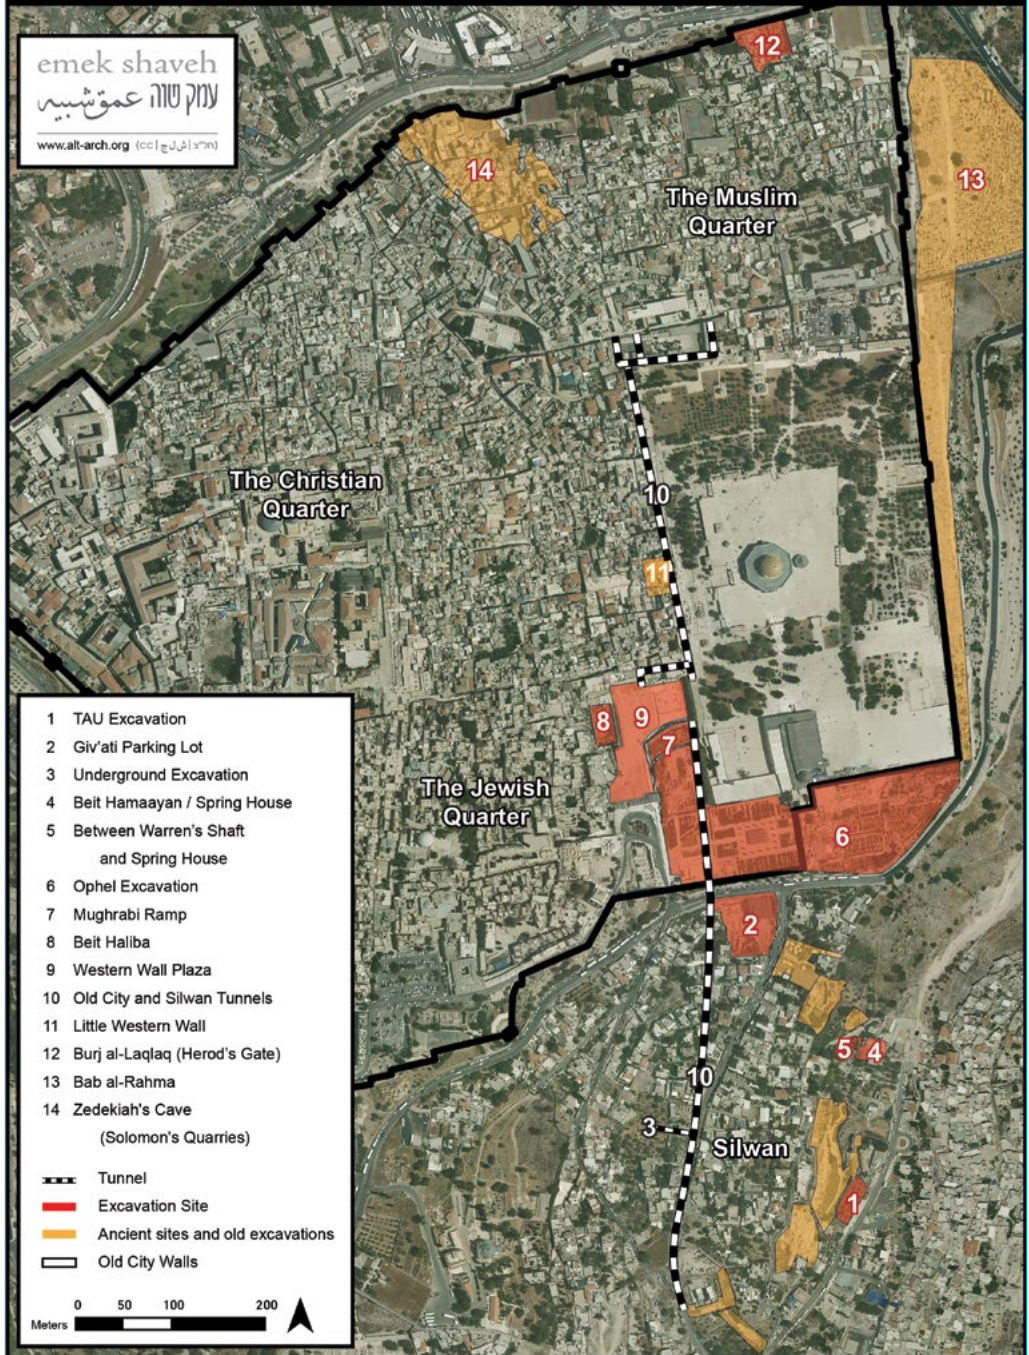 emek shaveh
עמק שווה عمق شبيه
www.alt-arch.org
12
14
13
The Muslim
Quarter
The Christian
Quarter
10
11
8
9
7
The Jewish
Quarter
6
2
5
4
10
3
Silwan
1
1 TAU Excavation
2 Giv'ati Parking Lot
3 Underground Excavation
4 Beit Hamaayan / Spring House
5 Between Warren's Shaft
and Spring House
6 Ophel Excavation
7 Mughrabi Ramp
8 Beit Haliba
9 Western Wall Plaza
10 Old City and Silwan Tunnels
11 Little Western Wall
12 Burj al-Laqlaq (Herod's Gate)
13 Bab al-Rahma
14 Zedekiah's Cave
(Solomon's Quarries)
Tunnel
Excavation Site
Ancient sites and old excavations
Old City Walls
0 50 100 200
Meters